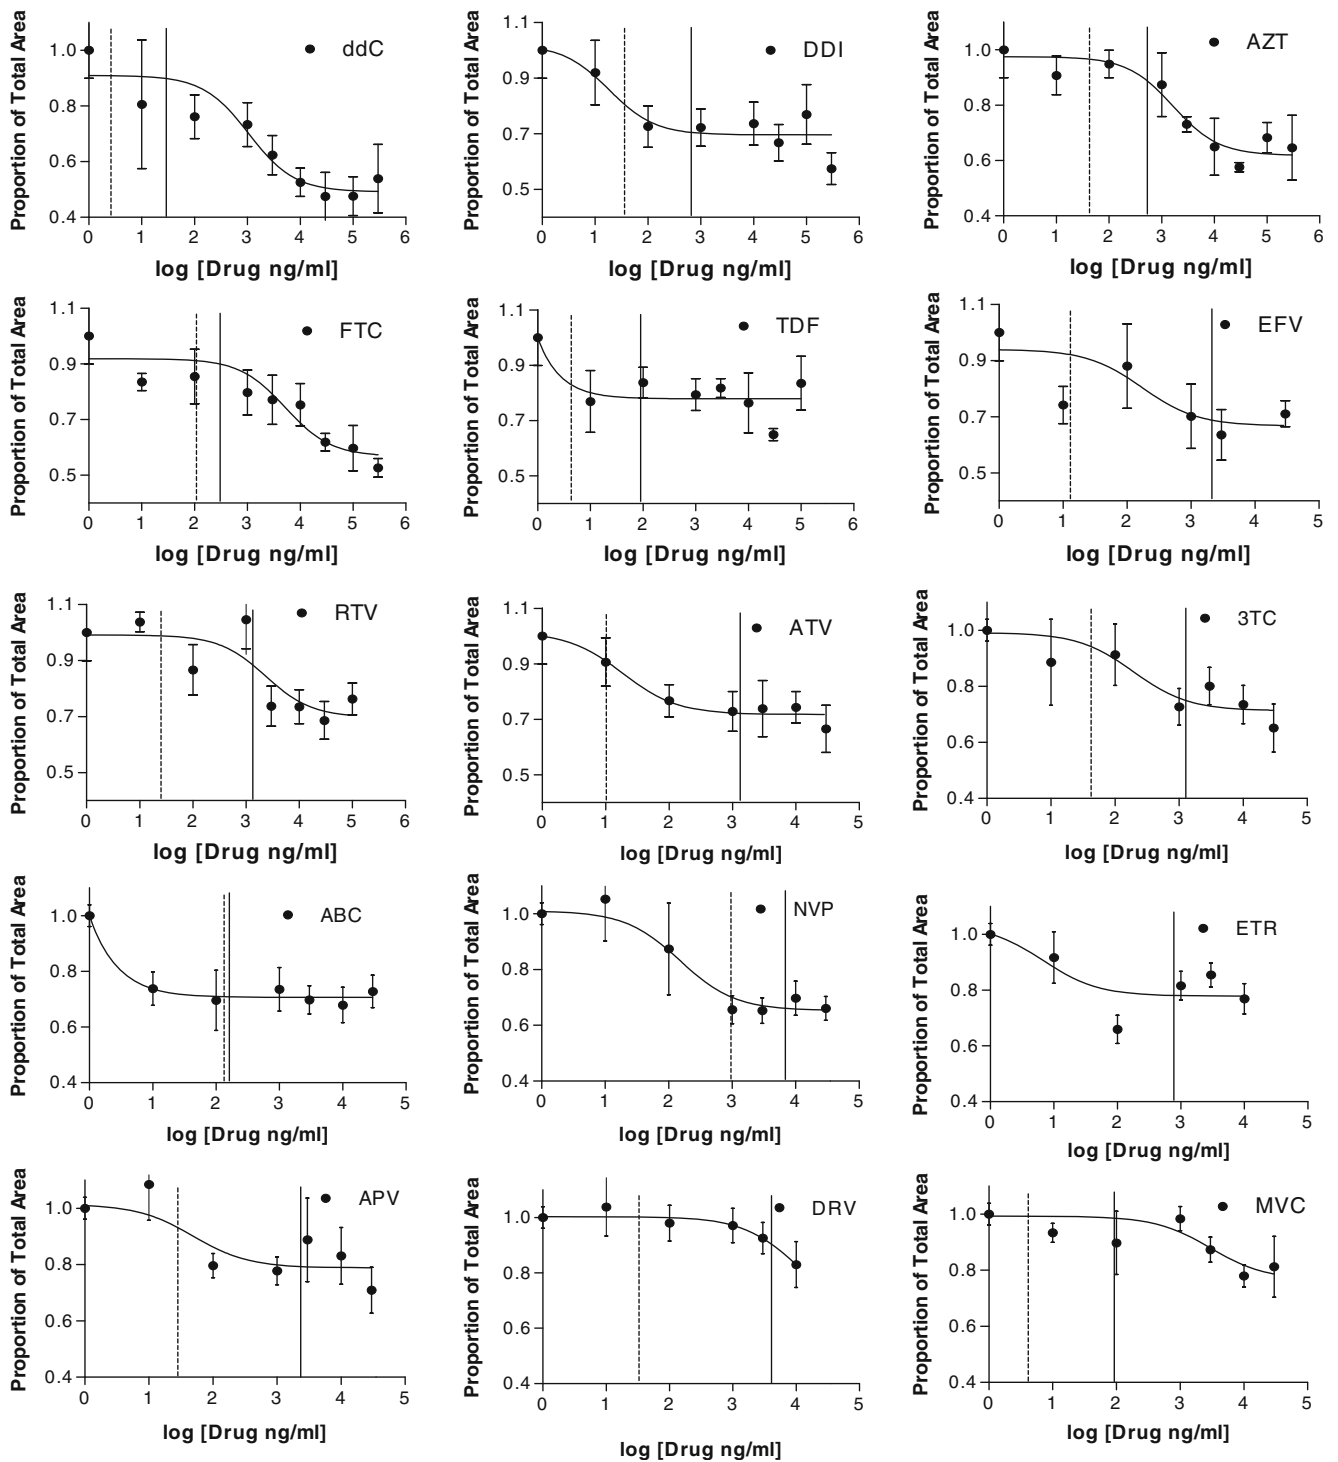 ddC
Proportion of Total Area
1.0
0.8
0.6
0.4
0 1 2 3 4 5 6
log [Drug ng/ml]
DDI
Proportion of Total Area
1.1
0.9
0.7
0.5
0 1 2 3 4 5 6
log [Drug ng/ml]
AZT
Proportion of Total Area
1.0
0.8
0.6
0.4
0 1 2 3 4 5 6
log [Drug ng/ml]
FTC
Proportion of Total Area
1.1
0.9
0.7
0.5
0 1 2 3 4 5 6
log [Drug ng/ml]
TDF
Proportion of Total Area
1.1
0.9
0.7
0.5
0 1 2 3 4 5 6
log [Drug ng/ml]
EFV
Proportion of Total Area
1.1
0.9
0.7
0.5
0 1 2 3 4 5
log [Drug ng/ml]
RTV
Proportion of Total Area
1.1
0.9
0.7
0.5
0 1 2 3 4 5 6
log [Drug ng/ml]
ATV
Proportion of Total Area
1.1
0.9
0.7
0.5
0 1 2 3 4 5
log [Drug ng/ml]
3TC
Proportion of Total Area
1.0
0.8
0.6
0.4
0 1 2 3 4 5
log [Drug ng/ml]
ABC
Proportion of Total Area
1.0
0.8
0.6
0.4
0 1 2 3 4 5
log [Drug ng/ml]
NVP
Proportion of Total Area
1.0
0.8
0.6
0.4
0 1 2 3 4 5
log [Drug ng/ml]
ETR
Proportion of Total Area
1.0
0.8
0.6
0.4
0 1 2 3 4 5
log [Drug ng/ml]
APV
Proportion of Total Area
1.0
0.8
0.6
0.4
0 1 2 3 4 5
log [Drug ng/ml]
DRV
Proportion of Total Area
1.0
0.8
0.6
0.4
0 1 2 3 4 5
log [Drug ng/ml]
MVC
Proportion of Total Area
1.0
0.8
0.6
0.4
0 1 2 3 4 5
log [Drug ng/ml]